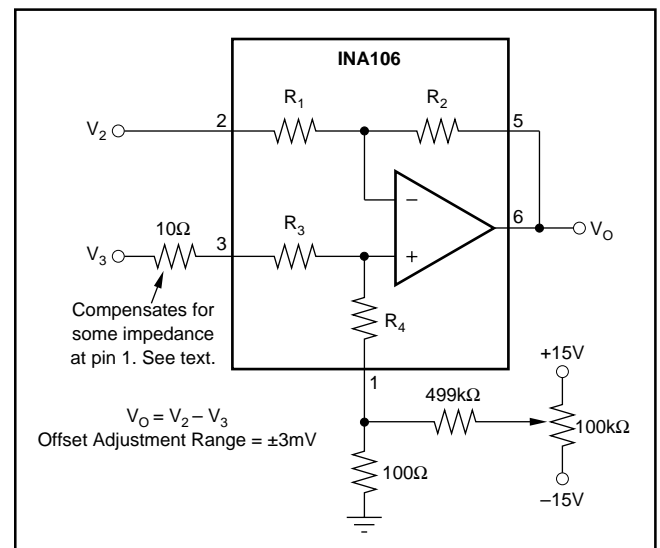 INA106
R1
R2
V2
2
5
6
VO
10Ω
3
R3
V3
−
+
Compensates for
some impedance
at pin 1. See text.
R4
1
+15V
499kΩ
100kΩ
VO = V2 – V3
Offset Adjustment Range = ±3mV
100Ω
–15V